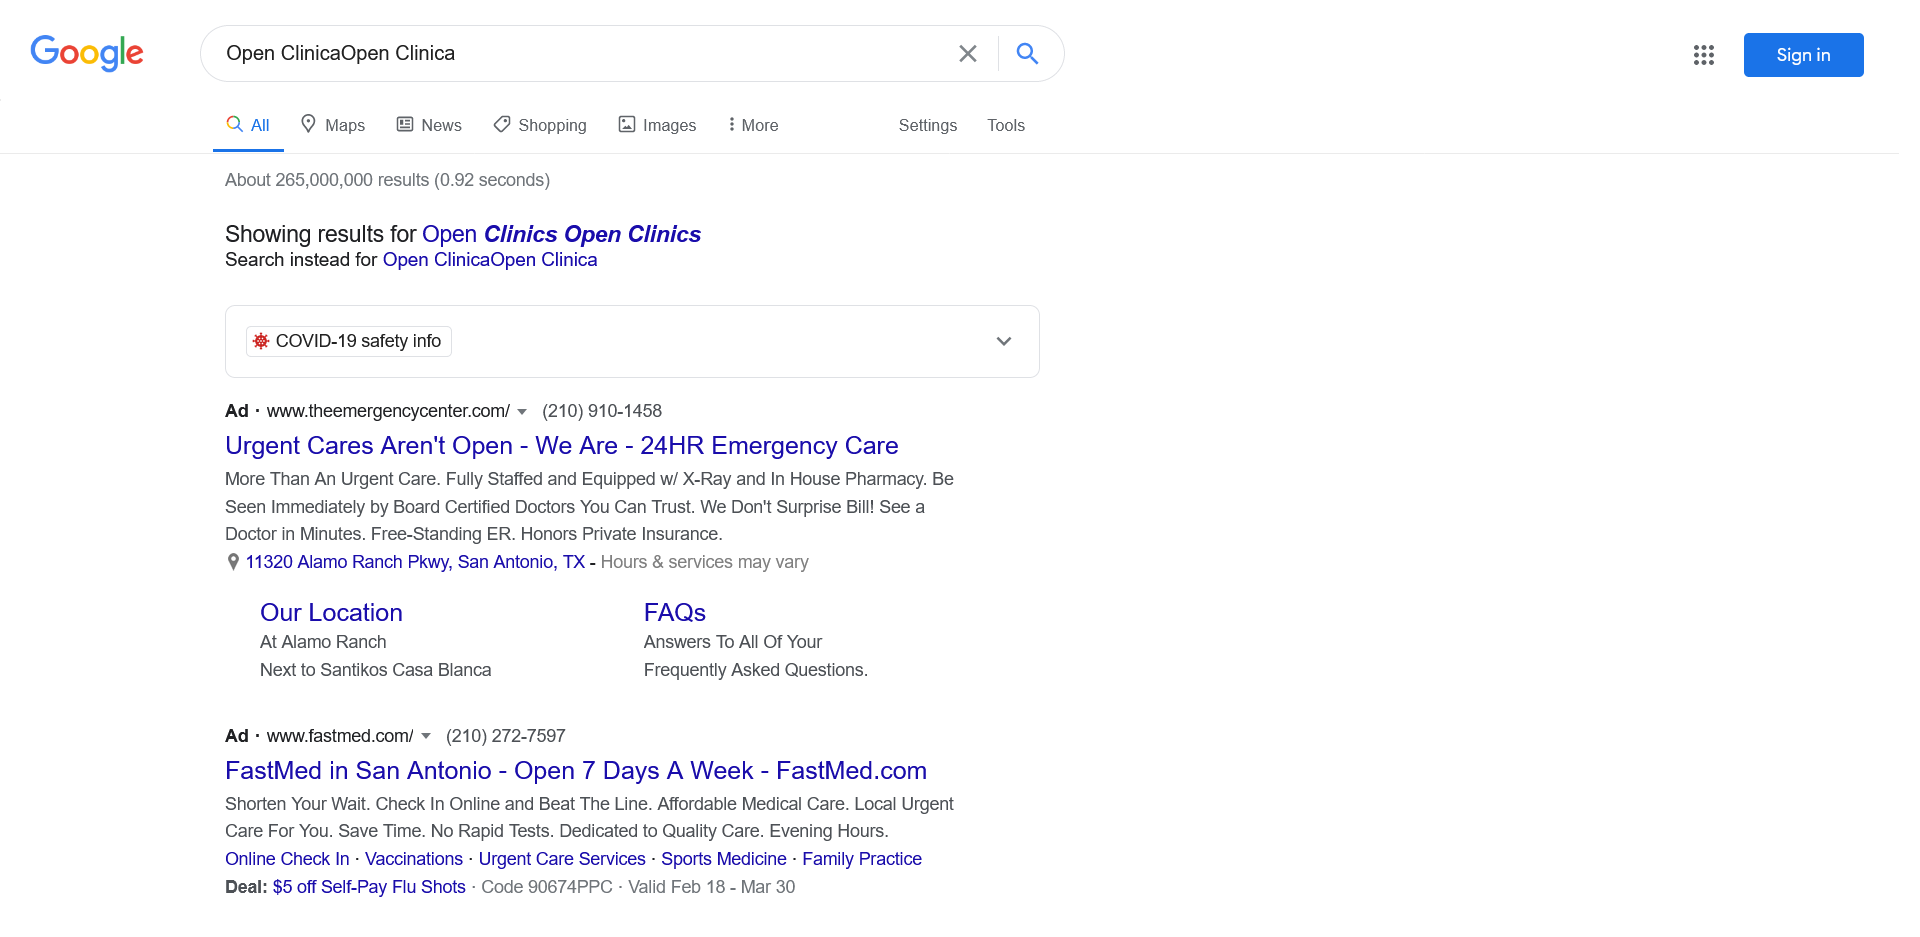 Google
Open ClinicaOpen Clinica
Sign in
All Maps News Shopping Images More Settings Tools
About 265,000,000 results (0.92 seconds)
Showing results for Open Clinics Open Clinics
Search instead for Open ClinicaOpen Clinica
COVID-19 safety info
Ad · www.theemergencycenter.com/ (210) 910-1458
Urgent Cares Aren't Open - We Are - 24HR Emergency Care
More Than An Urgent Care. Fully Staffed and Equipped w/ X-Ray and In House Pharmacy. Be
Seen Immediately by Board Certified Doctors You Can Trust. We Don't Surprise Bill! See a
Doctor in Minutes. Free-Standing ER. Honors Private Insurance.
11320 Alamo Ranch Pkwy, San Antonio, TX - Hours & services may vary
Our Location
At Alamo Ranch
Next to Santikos Casa Blanca
FAQs
Answers To All Of Your
Frequently Asked Questions.
Ad · www.fastmed.com/ (210) 272-7597
FastMed in San Antonio - Open 7 Days A Week - FastMed.com
Shorten Your Wait. Check In Online and Beat The Line. Affordable Medical Care. Local Urgent
Care For You. Save Time. No Rapid Tests. Dedicated to Quality Care. Evening Hours.
Online Check In · Vaccinations · Urgent Care Services · Sports Medicine · Family Practice
Deal: $5 off Self-Pay Flu Shots · Code 90674PPC · Valid Feb 18 - Mar 30